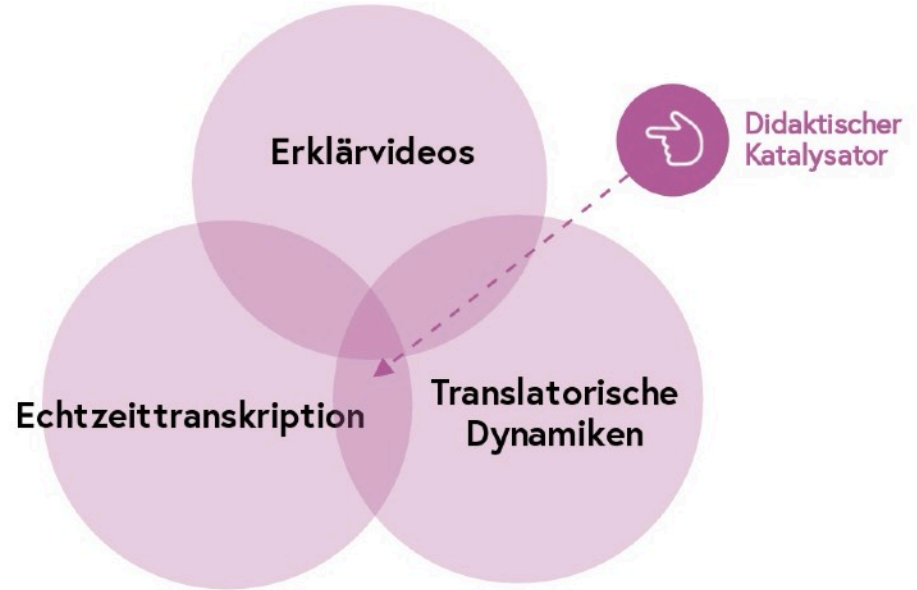 Erklärvideos
Didaktischer
Katalysator
Echtzeittranskription
Translatorische
Dynamiken